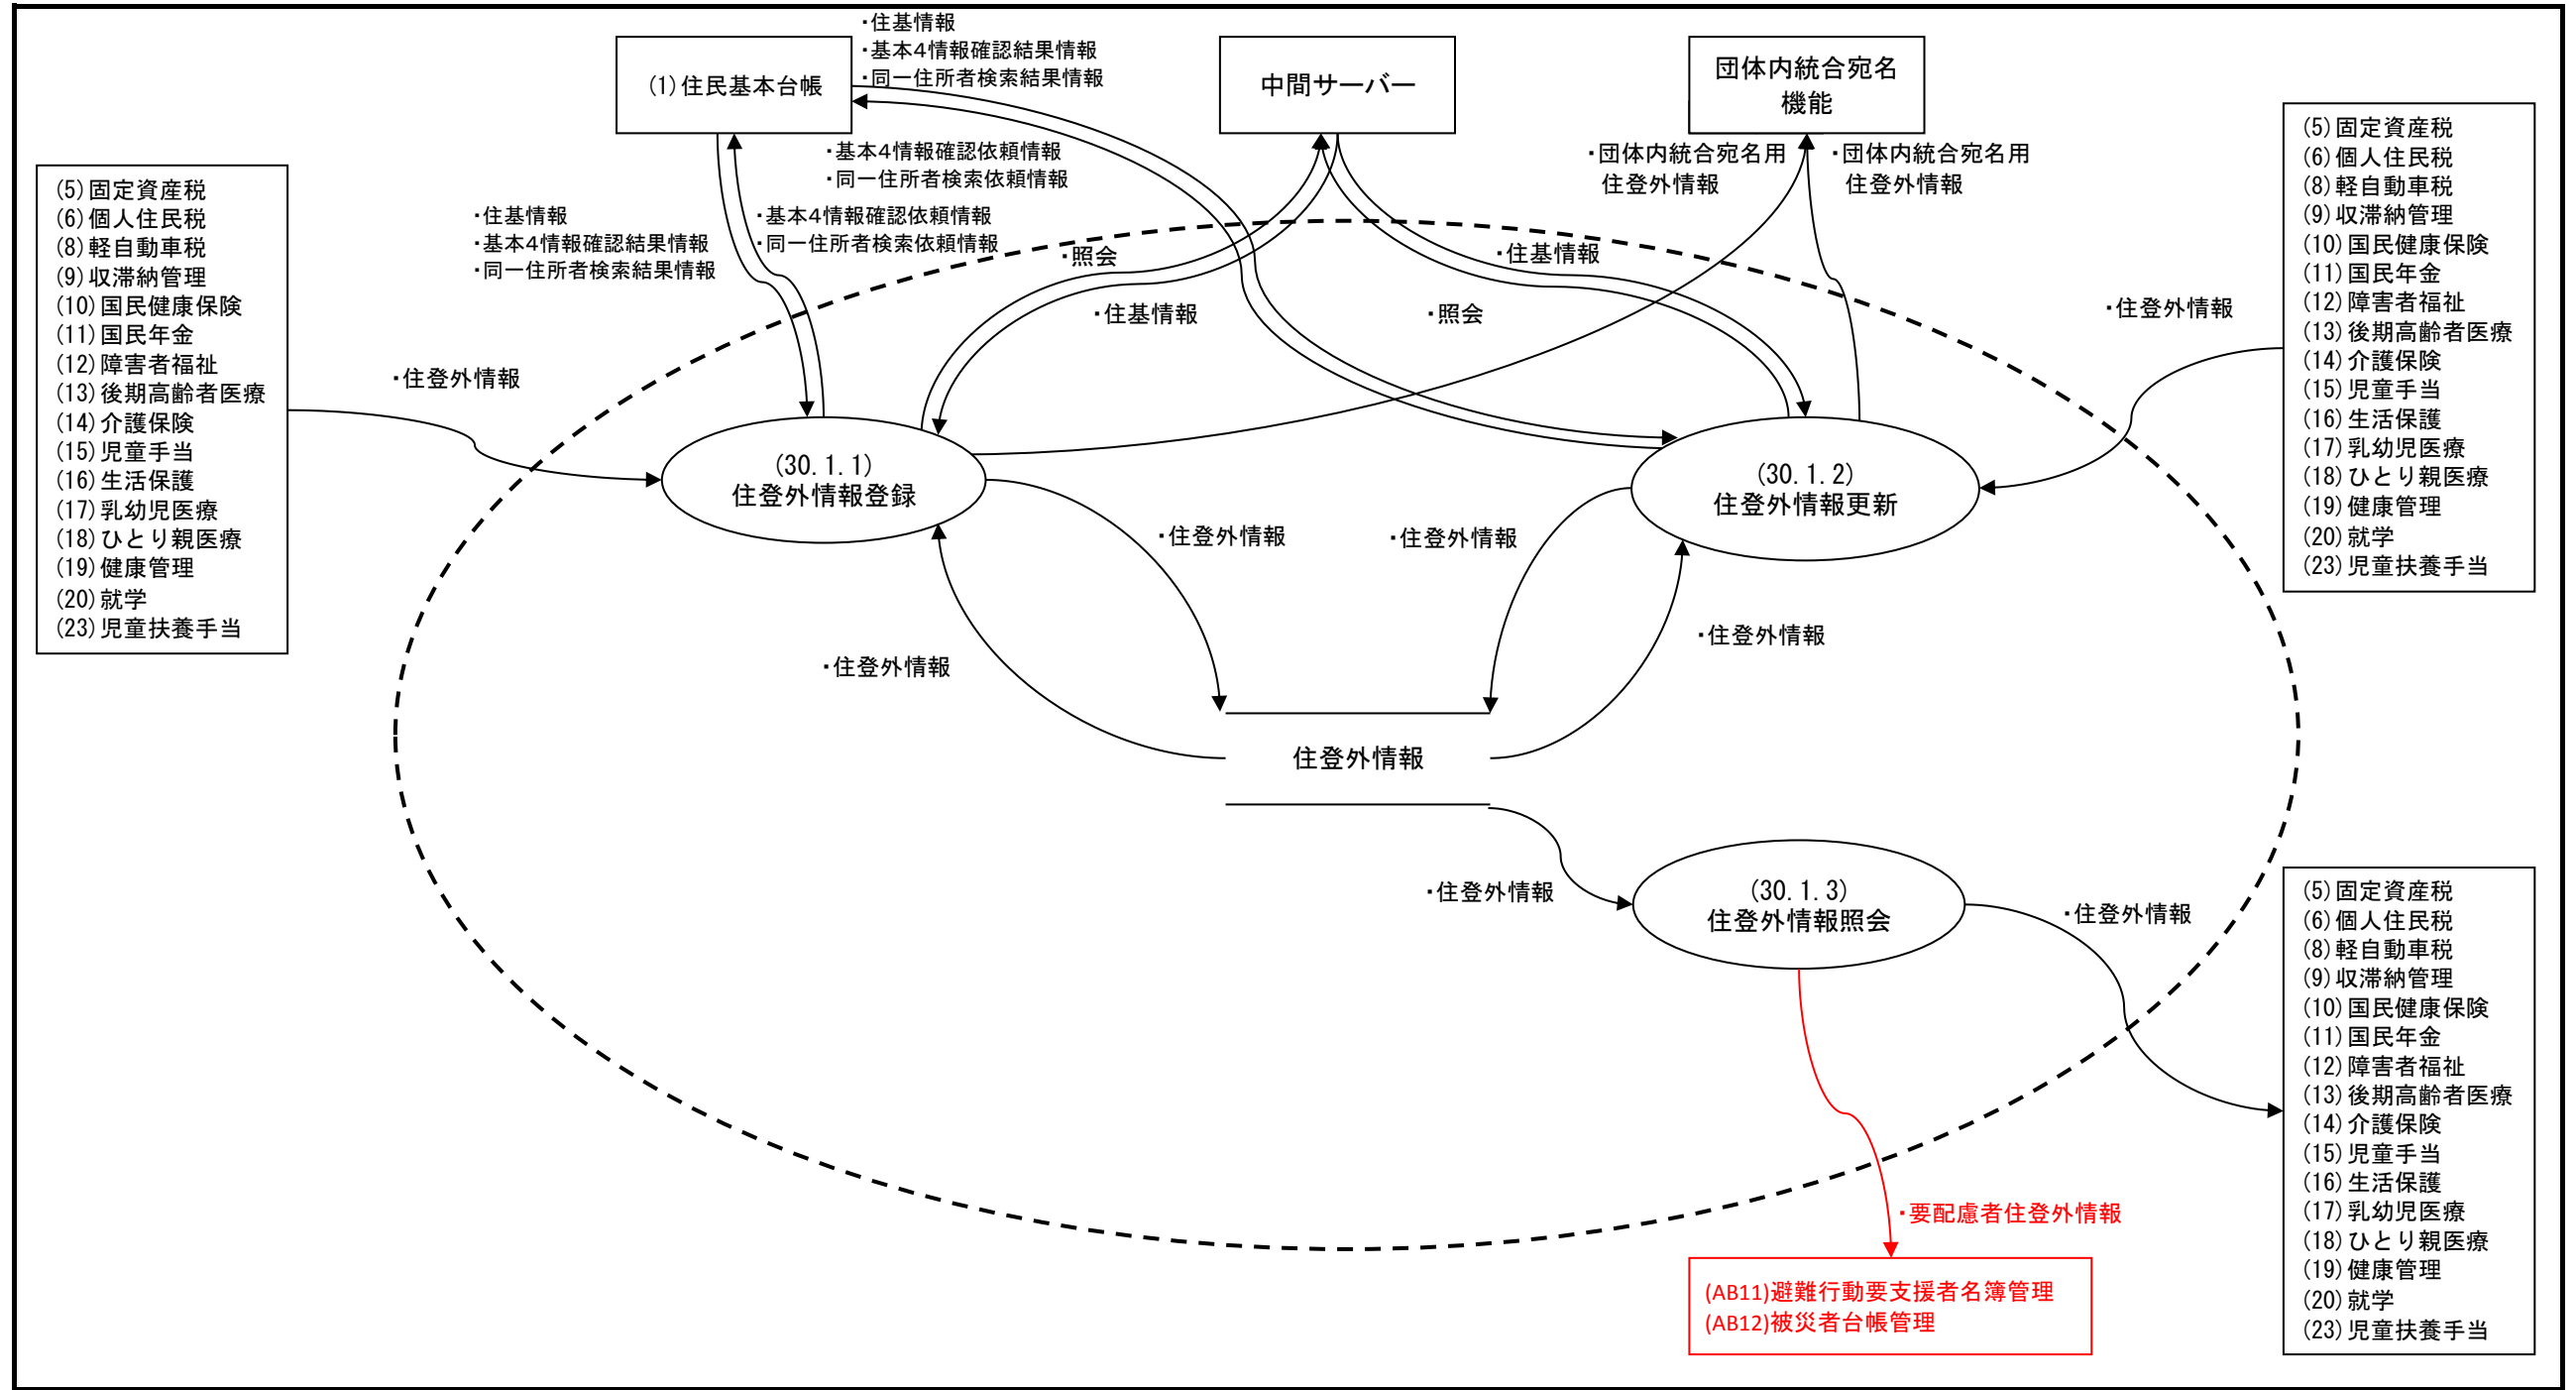 ・住基情報
・基本4情報確認結果情報
・同一住所者検索結果情報
(1)住民基本台帳
中間サーバー
団体内統合宛名
機能
・基本4情報確認依頼情報
・同一住所者検索依頼情報
・団体内統合宛名用
住登外情報
・団体内統合宛名用
住登外情報
・住基情報
・基本4情報確認結果情報
・同一住所者検索結果情報
・基本4情報確認依頼情報
・同一住所者検索依頼情報
・照会
・住基情報
・住基情報
・照会
(5)固定資産税
(6)個人住民税
(8)軽自動車税
(9)収滞納管理
(10)国民健康保険
(11)国民年金
(12)障害者福祉
(13)後期高齢者医療
(14)介護保険
(15)児童手当
(16)生活保護
(17)乳幼児医療
(18)ひとり親医療
(19)健康管理
(20)就学
(23)児童扶養手当
・住登外情報
(5)固定資産税
(6)個人住民税
(8)軽自動車税
(9)収滞納管理
(10)国民健康保険
(11)国民年金
(12)障害者福祉
(13)後期高齢者医療
(14)介護保険
(15)児童手当
(16)生活保護
(17)乳幼児医療
(18)ひとり親医療
(19)健康管理
(20)就学
(23)児童扶養手当
・住登外情報
(30.1.1)
住登外情報登録
(30.1.2)
住登外情報更新
・住登外情報
・住登外情報
・住登外情報
・住登外情報
住登外情報
・住登外情報
(30.1.3)
住登外情報照会
・住登外情報
(5)固定資産税
(6)個人住民税
(8)軽自動車税
(9)収滞納管理
(10)国民健康保険
(11)国民年金
(12)障害者福祉
(13)後期高齢者医療
(14)介護保険
(15)児童手当
(16)生活保護
(17)乳幼児医療
(18)ひとり親医療
(19)健康管理
(20)就学
(23)児童扶養手当
・要配慮者住登外情報
(AB11)避難行動要支援者名簿管理
(AB12)被災者台帳管理